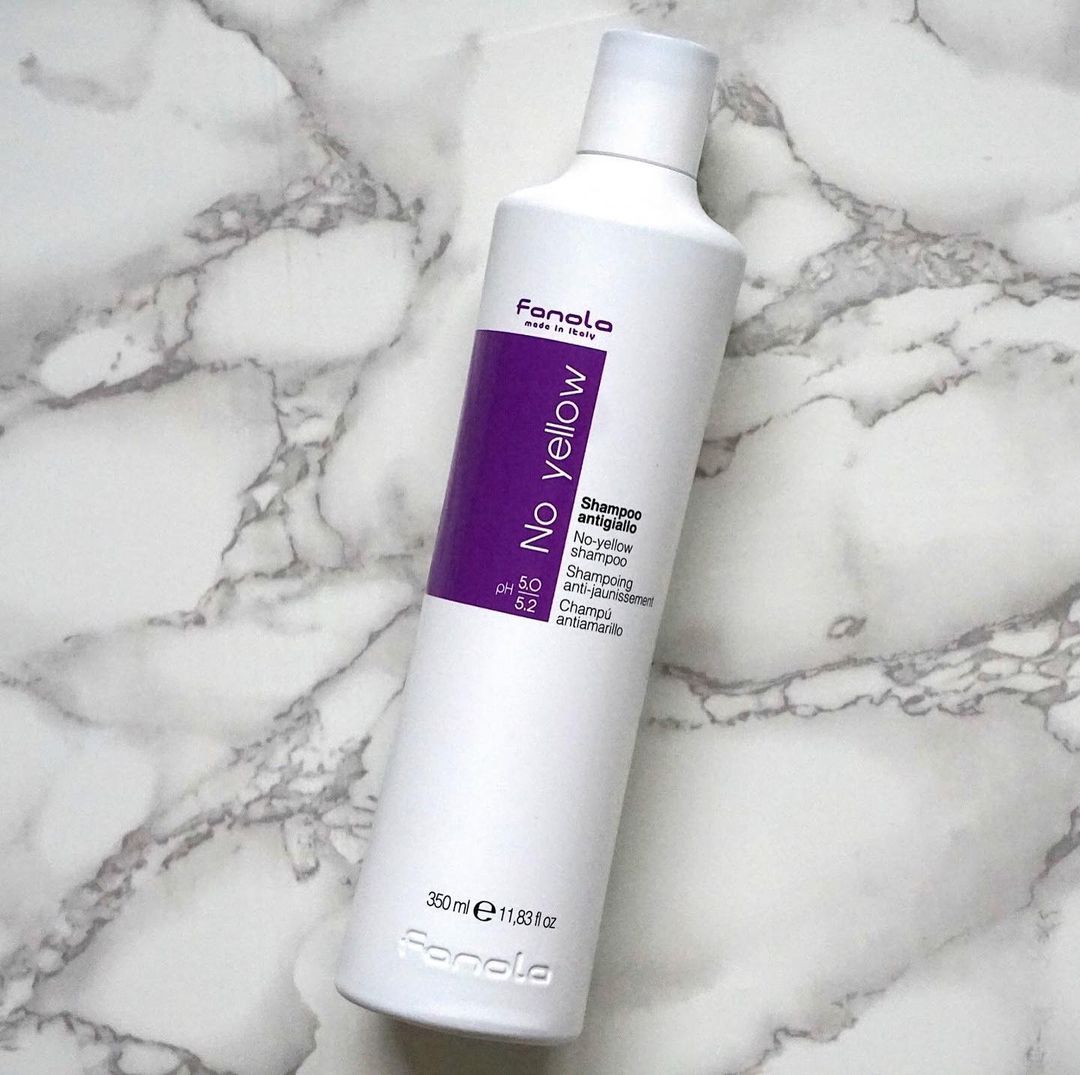 fanola
made in Italy
No yellow
pH 5.0
5.2
Shampoo
antigiallo
No-yellow
shampoo
Shampoing
anti-jaunissement
Champú
antiamarillo
350 ml e 11,83 fl oz
fanola